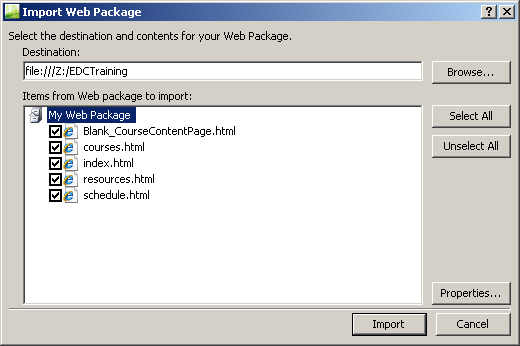 Import Web Package
Select the destination and contents for your Web Package.
Destination:
file:///Z:/EDCTraining
Browse...
Items from Web package to import:
My Web Package
Select All
Blank_CourseContentPage.html
courses.html
Unselect All
index.html
resources.html
schedule.html
Properties...
Import
Cancel